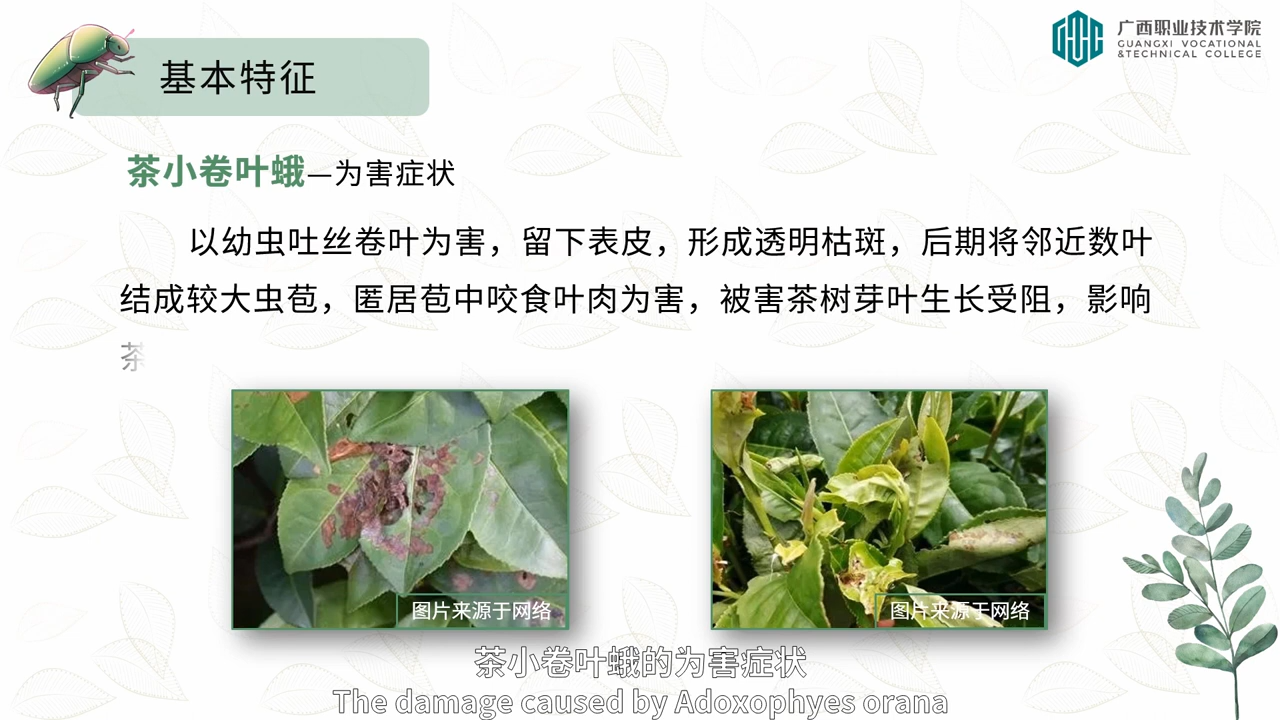 基本特征
广西职业技术学院
GUANGXI VOCATIONAL
&TECHNICAL COLLEGE
茶小卷叶蛾—为害症状
以幼虫吐丝卷叶为害，留下表皮，形成透明枯斑，后期将邻近数叶
结成较大虫苞，匿居苞中咬食叶肉为害，被害茶树芽叶生长受阻，影响
茶
图片来源于网络
图片来源于网络
茶小卷叶蛾的为害症状
The damage caused by Adoxophyes orana